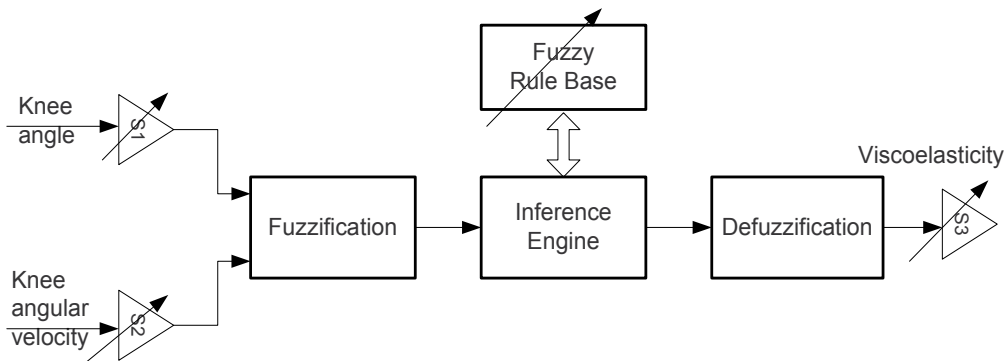 Fuzzy
Rule Base
Knee
angle
S1
Viscoelasticity
Fuzzification
Inference
Engine
Defuzzification
S3
Knee
angular
velocity
S2